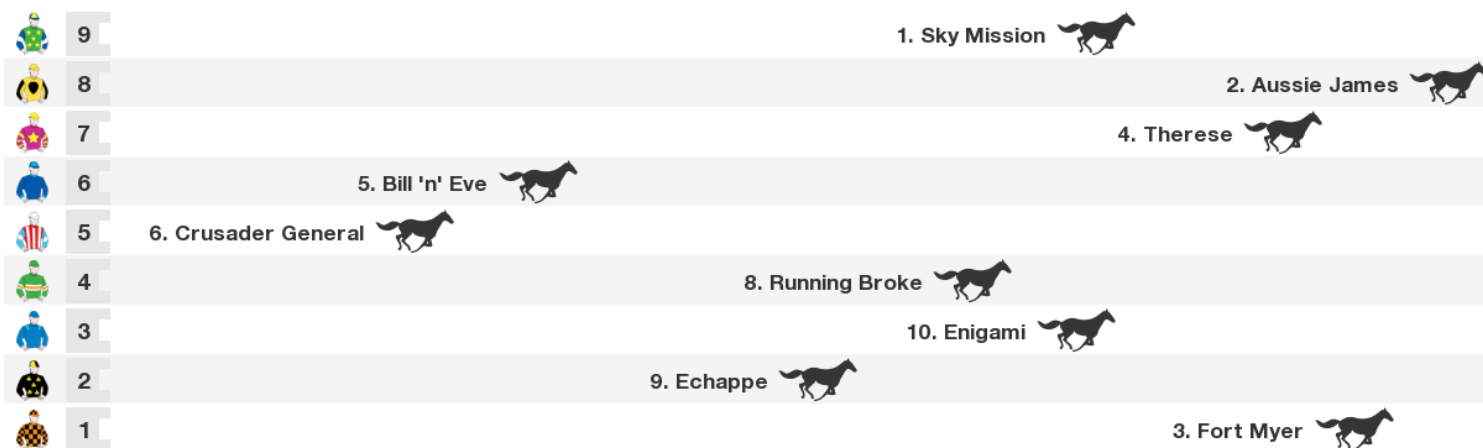 9 1. Sky Mission
8 2. Aussie James
7 4. Therese
6 5. Bill 'n' Eve
5 6. Crusader General
4 8. Running Broke
3 10. Enigami
2 9. Echappe
1 3. Fort Myer